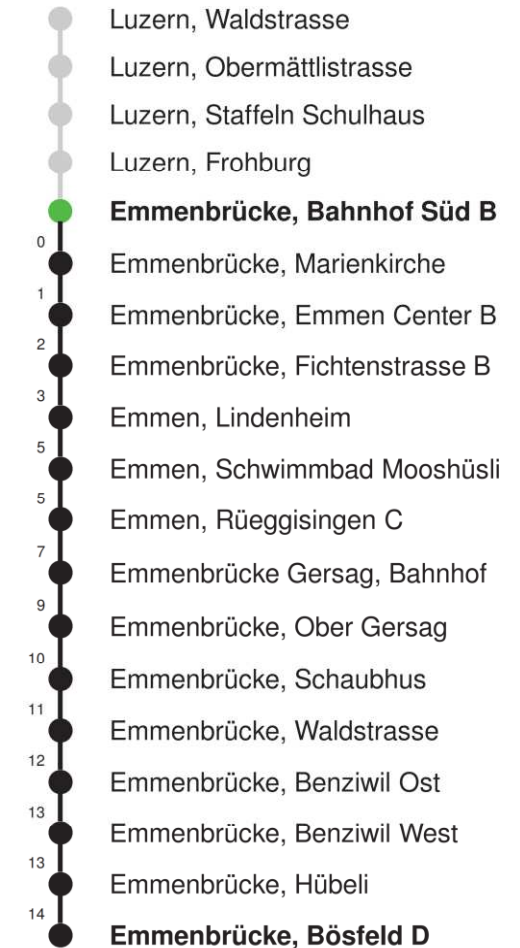 Luzern, Waldstrasse
Luzern, Obermättlistrasse
Luzern, Staffeln Schulhaus
Luzern, Frohburg
Emmenbrücke, Bahnhof Süd B
0 Emmenbrücke, Marienkirche
1 Emmenbrücke, Emmen Center B
2 Emmenbrücke, Fichtenstrasse B
3 Emmen, Lindenheim
5 Emmen, Schwimmbad Mooshüsli
5 Emmen, Rüeggisingen C
7 Emmenbrücke Gersag, Bahnhof
9 Emmenbrücke, Ober Gersag
10 Emmenbrücke, Schaubhus
11 Emmenbrücke, Waldstrasse
12 Emmenbrücke, Benziwil Ost
13 Emmenbrücke, Benziwil West
13 Emmenbrücke, Hübeli
14 Emmenbrücke, Bösfeld D